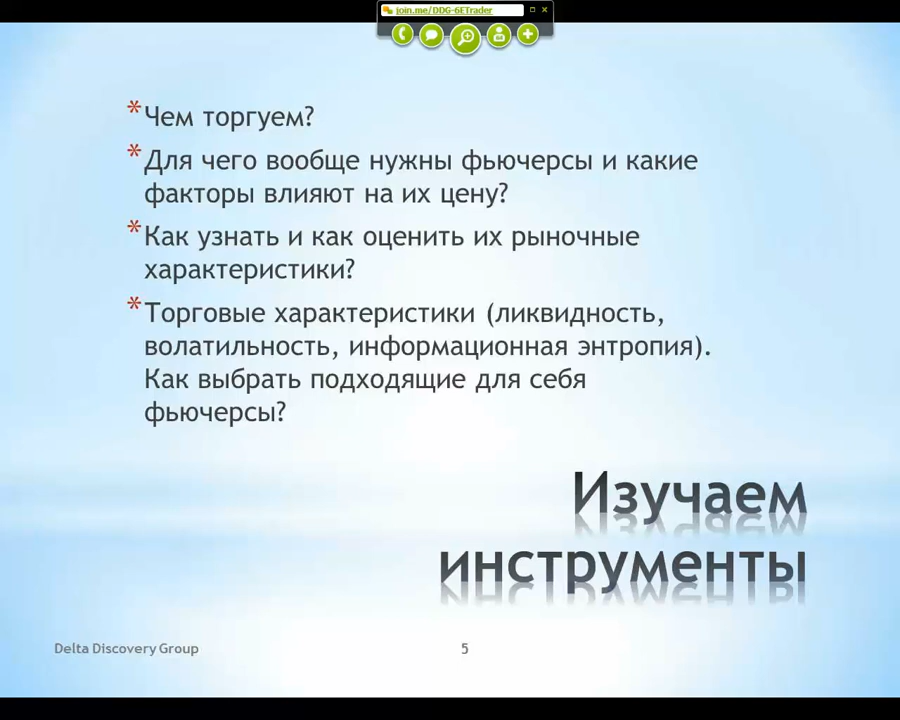 join.me/DDG-6ETrader
* Чем торгуем?
* Для чего вообще нужны фьючерсы и какие
факторы влияют на их цену?
* Как узнать и как оценить их рыночные
характеристики?
* Торговые характеристики (ликвидность,
волатильность, информационная энтропия).
Как выбрать подходящие для себя
фьючерсы?
Изучаем
инструменты
Delta Discovery Group
5